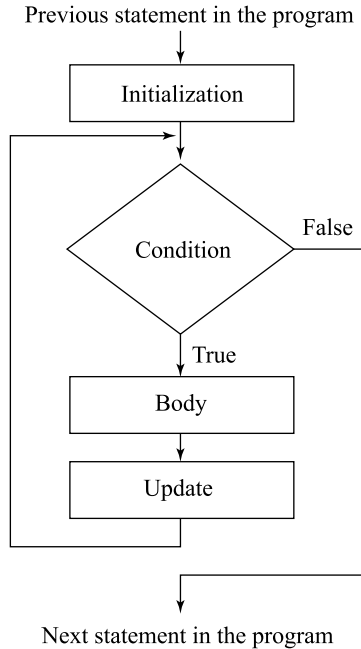 Previous statement in the program
Initialization
Condition
False
True
Body
Update
Next statement in the program